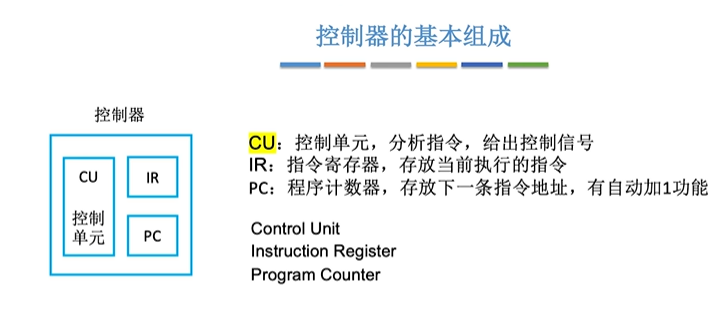 控制器的基本组成
控制器
CU
控制
单元
IR
PC
CU：控制单元，分析指令，给出控制信号
IR：指令寄存器，存放当前执行的指令
PC：程序计数器，存放下一条指令地址，有自动加1功能
Control Unit
Instruction Register
Program Counter